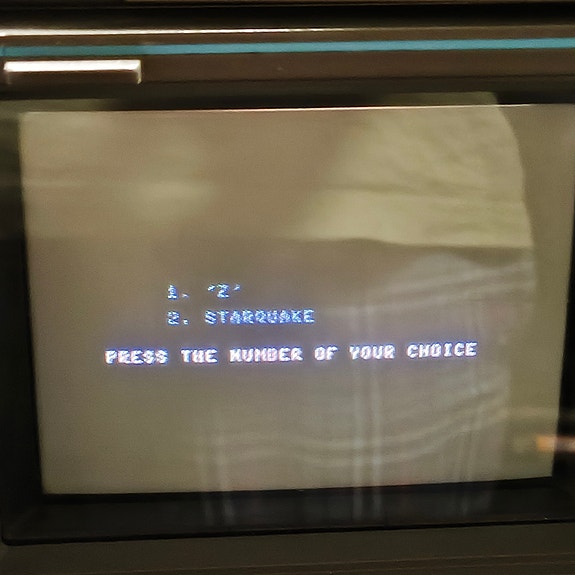 1. 'Z'
2. STARQUAKE
PRESS THE NUMBER OF YOUR CHOICE